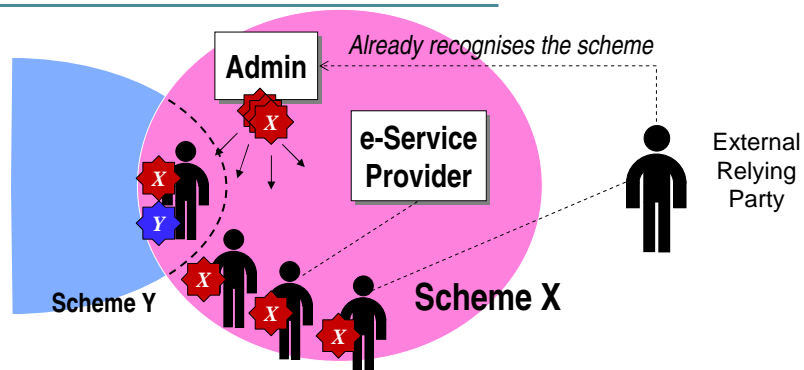 Already recognises the scheme
Admin
X
e-Service
Provider
External
Relying
Party
X
Y
X
X
X
Scheme Y
Scheme X